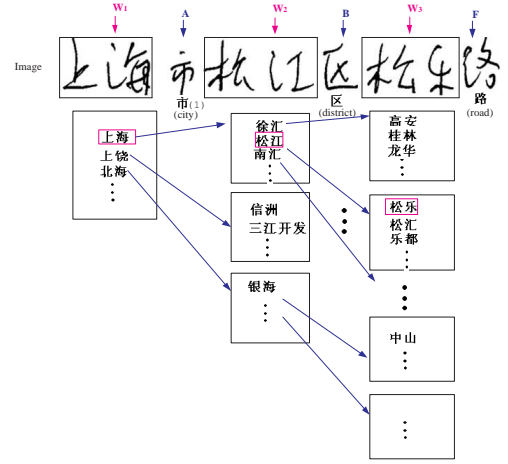 W1 A W2 B W3 F
Image 上海市松江区松乐路
市(1) 区 路
(city) (district) (road)
上海
上饶
北海
徐汇
松江
南汇
高安
桂林
龙华
信洲
三江开发
松乐
松汇
乐都
银海
中山